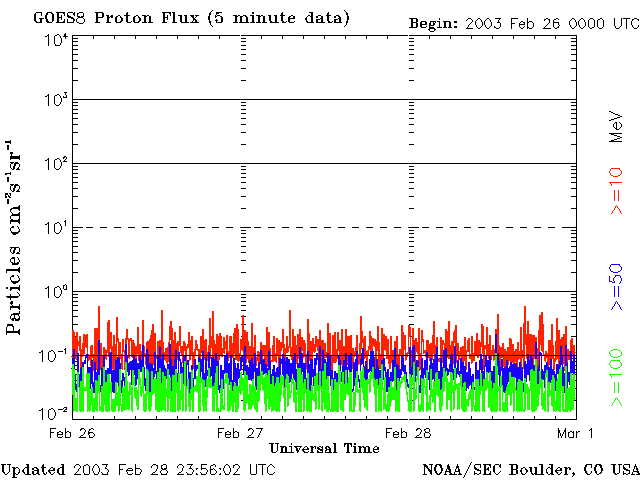 GOES8 Proton Flux (5 minute data)
Begin: 2003 Feb 26 0000 UTC
Particles cm⁻²s⁻¹sr⁻¹
10⁴
10³
10²
10¹
10⁰
10⁻¹
10⁻²
Feb 26
Feb 27
Feb 28
Mar 1
Universal Time
>=100 >=50 >=10 MeV
Updated 2003 Feb 28 23:56:02 UTC
NOAA/SEC Boulder, CO USA